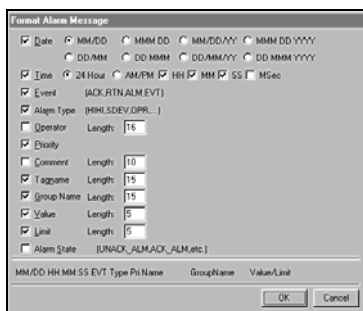 Format Alarm Message
Date MM/DD MMM DD MM/DD/YY MMM DD YYYY
DD/MM DD MMM DD/MM/YY DD MMM YYYY
Time 24 Hour AM/PM HH MM SS MSec
Event (ACK,RTN,ALM,EVT)
Alarm Type (HIHI,SDEV,OPR,...)
Operator Length: 16
Priority
Comment Length: 10
Tagname Length: 15
Group Name Length: 15
Value Length: 5
Limit Length: 5
Alarm State (UNACK_ALM,ACK_ALM,etc.)
MM/DD HH:MM:SS EVT Type Pri Name GroupName Value/Limit
OK Cancel